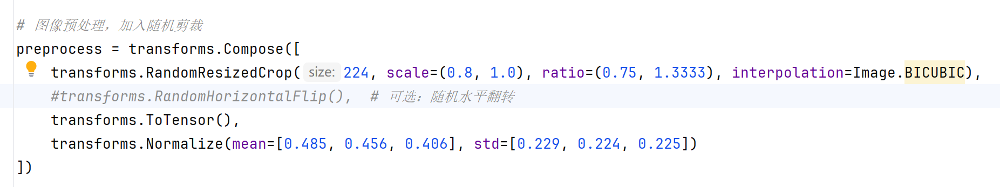 # 图像预处理，加入随机剪裁
preprocess = transforms.Compose([
    transforms.RandomResizedCrop( size: 224, scale=(0.8, 1.0), ratio=(0.75, 1.3333), interpolation=Image.BICUBIC),
    #transforms.RandomHorizontalFlip(),  # 可选：随机水平翻转
    transforms.ToTensor(),
    transforms.Normalize(mean=[0.485, 0.456, 0.406], std=[0.229, 0.224, 0.225])
])